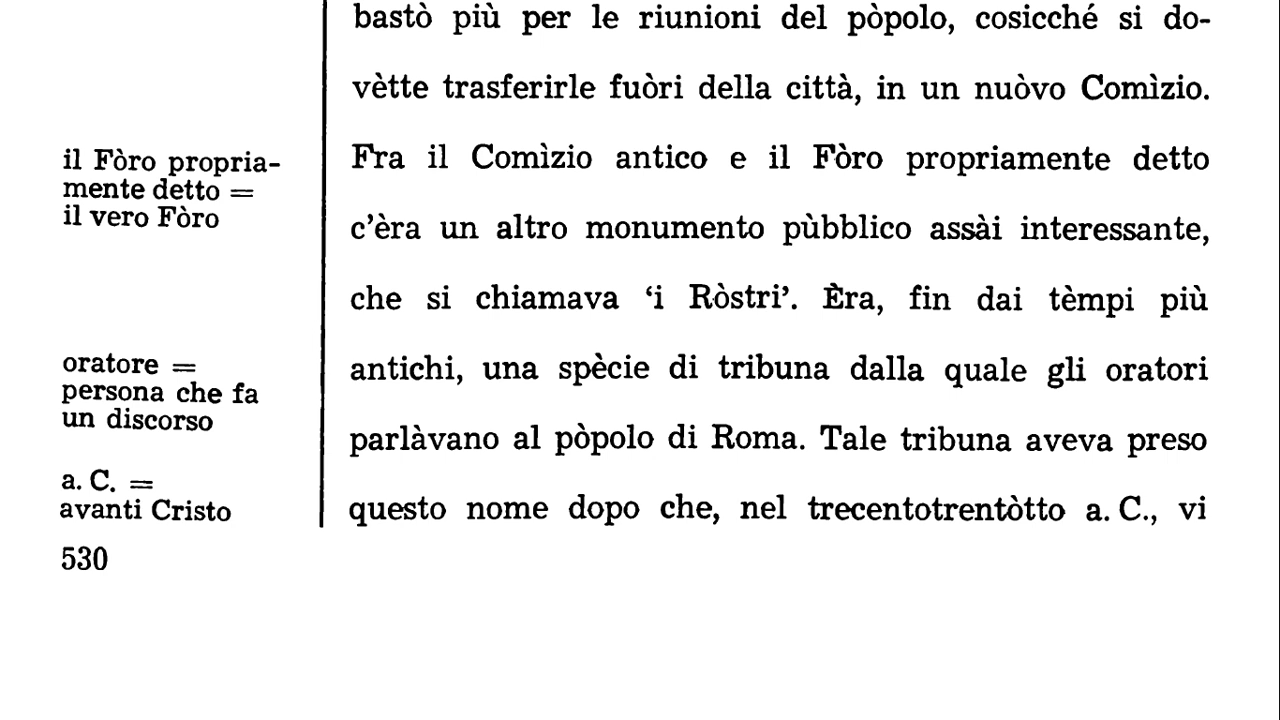 bastò più per le riunioni del pòpolo, cosicché si do-
vètte trasferirle fuòri della città, in un nuòvo Comìzio.
Fra il Comìzio antico e il Fòro propriamente detto
c'èra un altro monumento pùbblico assài interessante,
che si chiamava ‘i Ròstri’. Èra, fin dai tèmpi più
antichi, una spècie di tribuna dalla quale gli oratori
parlàvano al pòpolo di Roma. Tale tribuna aveva preso
questo nome dopo che, nel trecentotrentòtto a. C., vi
il Fòro propria-
mente detto =
il vero Fòro
oratore =
persona che fa
un discorso
a. C. =
avanti Cristo
530